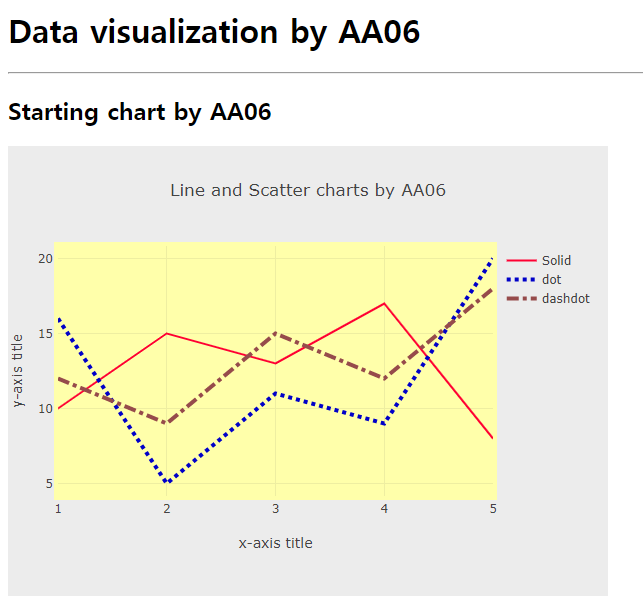 Data visualization by AA06
Starting chart by AA06
Line and Scatter charts by AA06
20
15
10
5
y-axis title
1 2 3 4 5
x-axis title
Solid
dot
dashdot